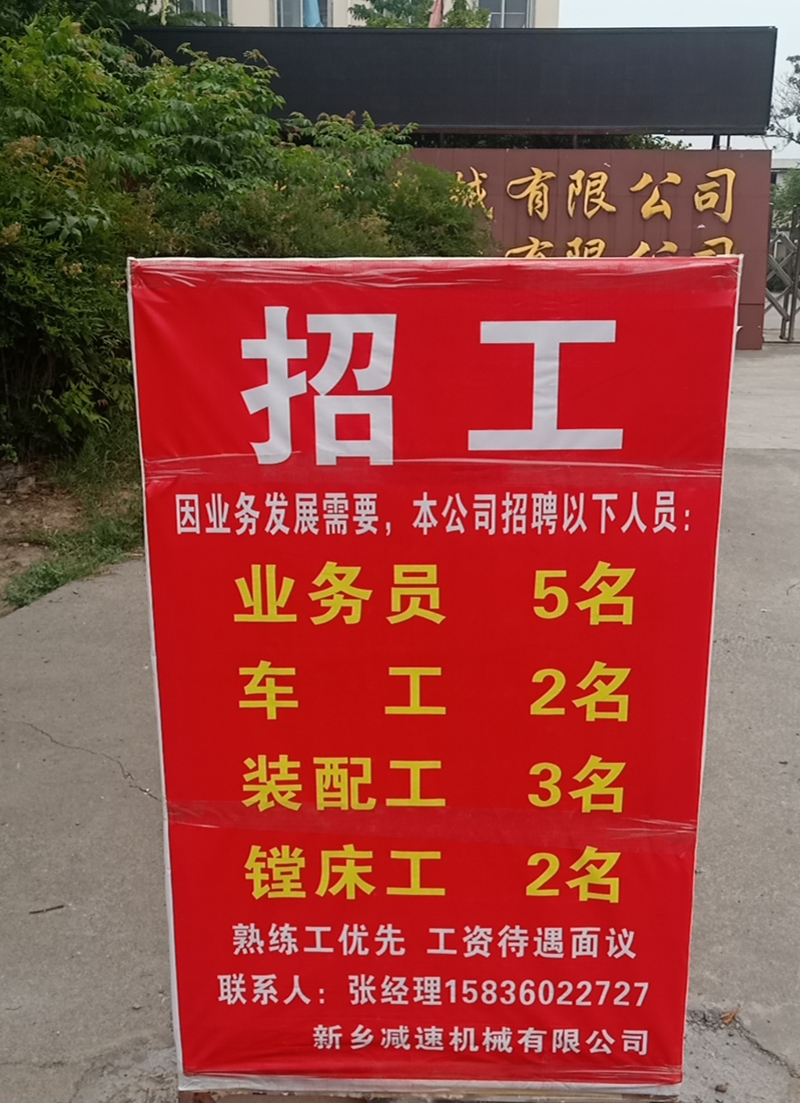 械有限公司
有限公司
招工
因业务发展需要，本公司招聘以下人员：
业务员 5名
车工 2名
装配工 3名
镗床工 2名
熟练工优先 工资待遇面议
联系人：张经理15836022727
新乡减速机械有限公司